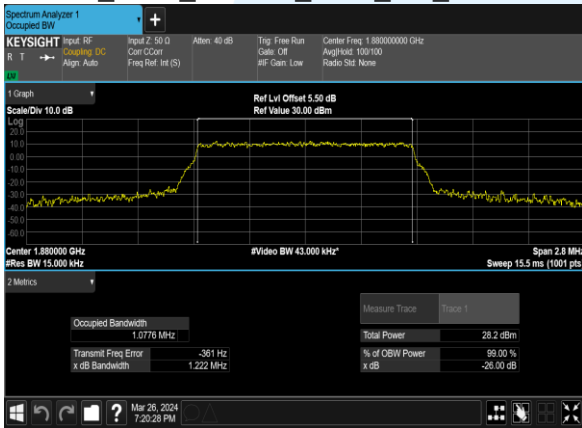 Spectrum Analyzer 1
Occupied BW
+
KEYSIGHT Input: RF Input Z: 50 Ω Atten: 40 dB Trig: Free Run Center Freq: 1.880000000 GHz
R T Coupling: DC Corr CCorr Gate: Off Avg|Hold: 100/100
Align: Auto Freq Ref: Int (S) #IF Gain: Low Radio Std: None
1 Graph
Ref Lvl Offset 5.50 dB
Scale/Div 10.0 dB Ref Value 30.00 dBm
Log
20.0
10.0
0.00
-10.0
-20.0
-30.0
-40.0
-50.0
-60.0
Center 1.880000 GHz #Video BW 43.000 kHz* Span 2.8 MHz
#Res BW 15.000 kHz Sweep 15.5 ms (1001 pts
2 Metrics
Measure Trace Trace 1
Occupied Bandwidth
1.0776 MHz Total Power 28.2 dBm
Transmit Freq Error -361 Hz % of OBW Power 99.00 %
x dB Bandwidth 1.222 MHz x dB -26.00 dB
? Mar 26, 2024
7:20:28 PM